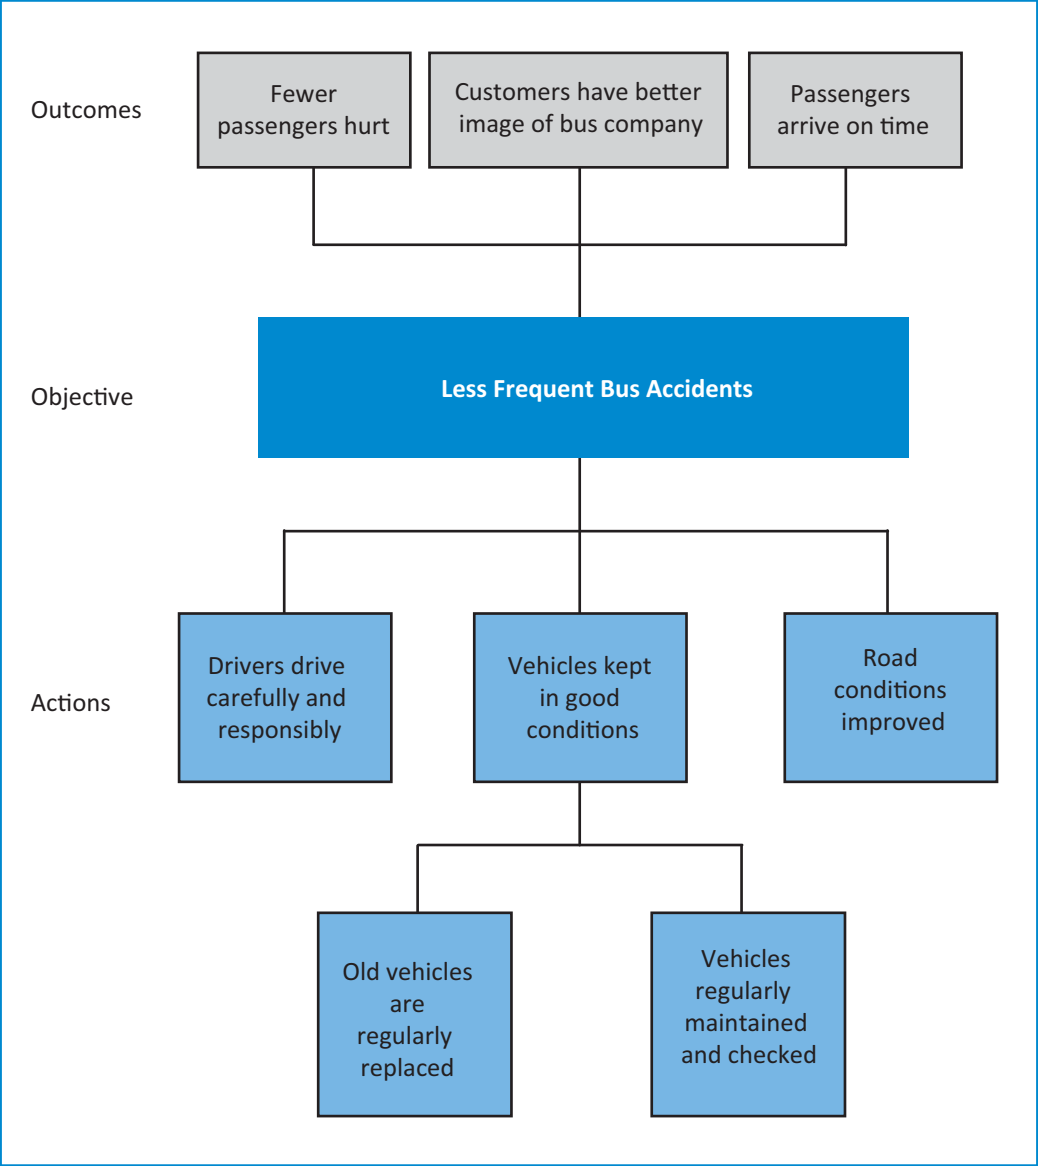 Outcomes
Fewer
passengers hurt
Customers have better
image of bus company
Passengers
arrive on time
Objective
Less Frequent Bus Accidents
Actions
Drivers drive
carefully and
responsibly
Vehicles kept
in good
conditions
Road
conditions
improved
Old vehicles
are
regularly
replaced
Vehicles
regularly
maintained
and checked